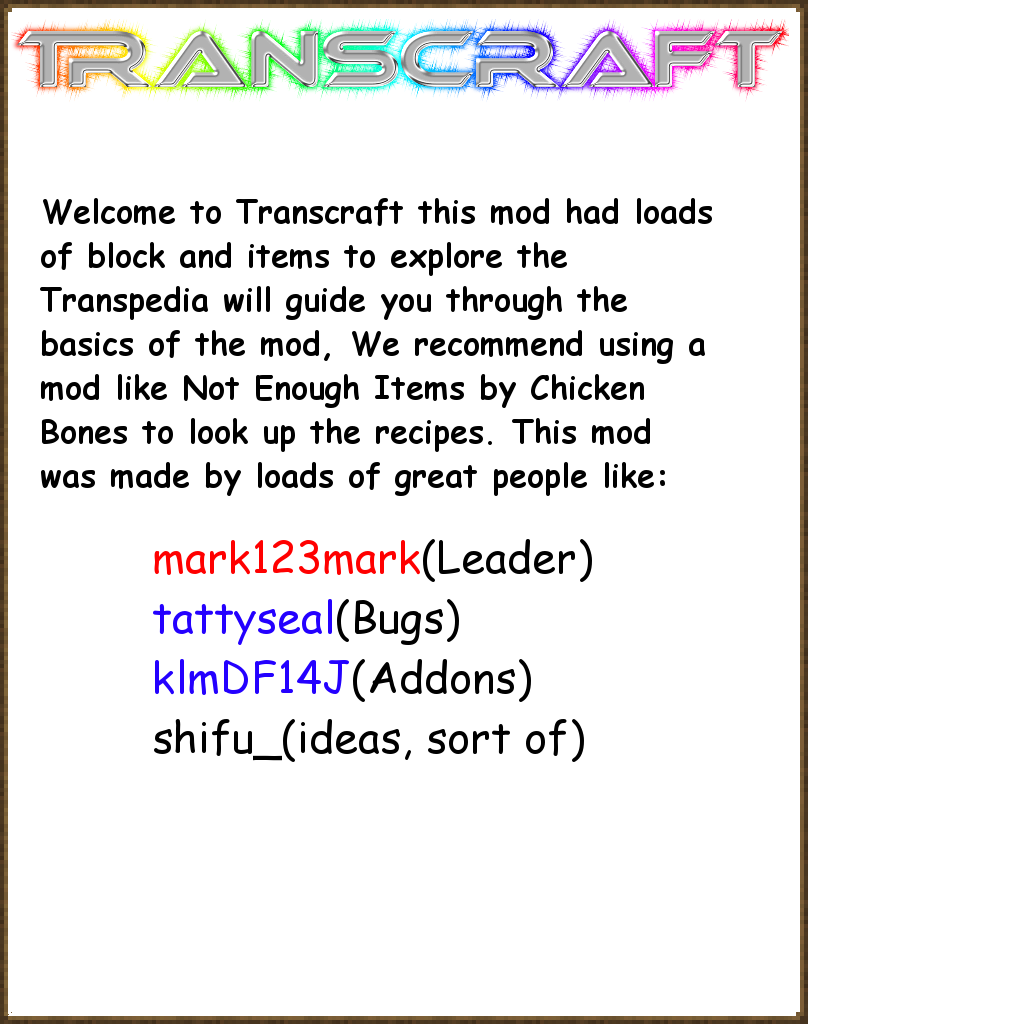 TRANSCRAFT
Welcome to Transcraft this mod had loads
of block and items to explore the
Transpedia will guide you through the
basics of the mod, We recommend using a
mod like Not Enough Items by Chicken
Bones to look up the recipes. This mod
was made by loads of great people like:
mark123mark(Leader)
tattyseal(Bugs)
klmDF14J(Addons)
shifu_(ideas, sort of)